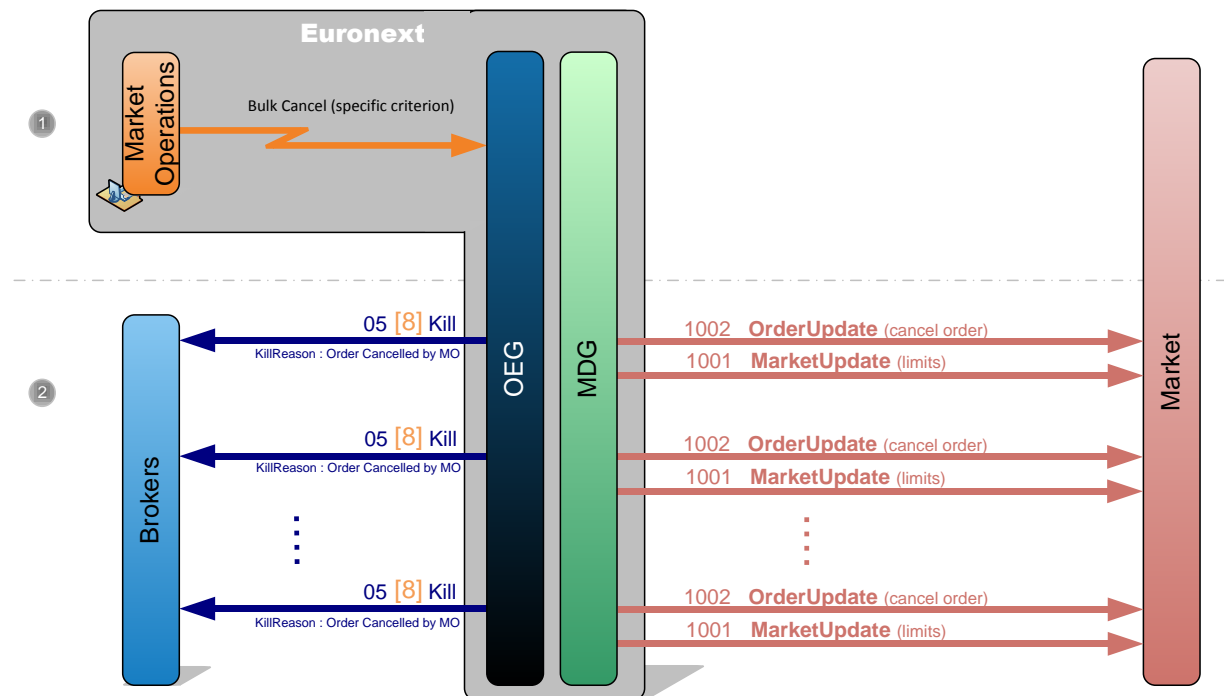 Euronext
Market
Operations
Bulk Cancel (specific criterion)
1
OEG
MDG
Market
2
Brokers
05 [8] Kill
KillReason : Order Cancelled by MO
1002 OrderUpdate (cancel order)
1001 MarketUpdate (limits)
05 [8] Kill
KillReason : Order Cancelled by MO
1002 OrderUpdate (cancel order)
1001 MarketUpdate (limits)
05 [8] Kill
KillReason : Order Cancelled by MO
1002 OrderUpdate (cancel order)
1001 MarketUpdate (limits)